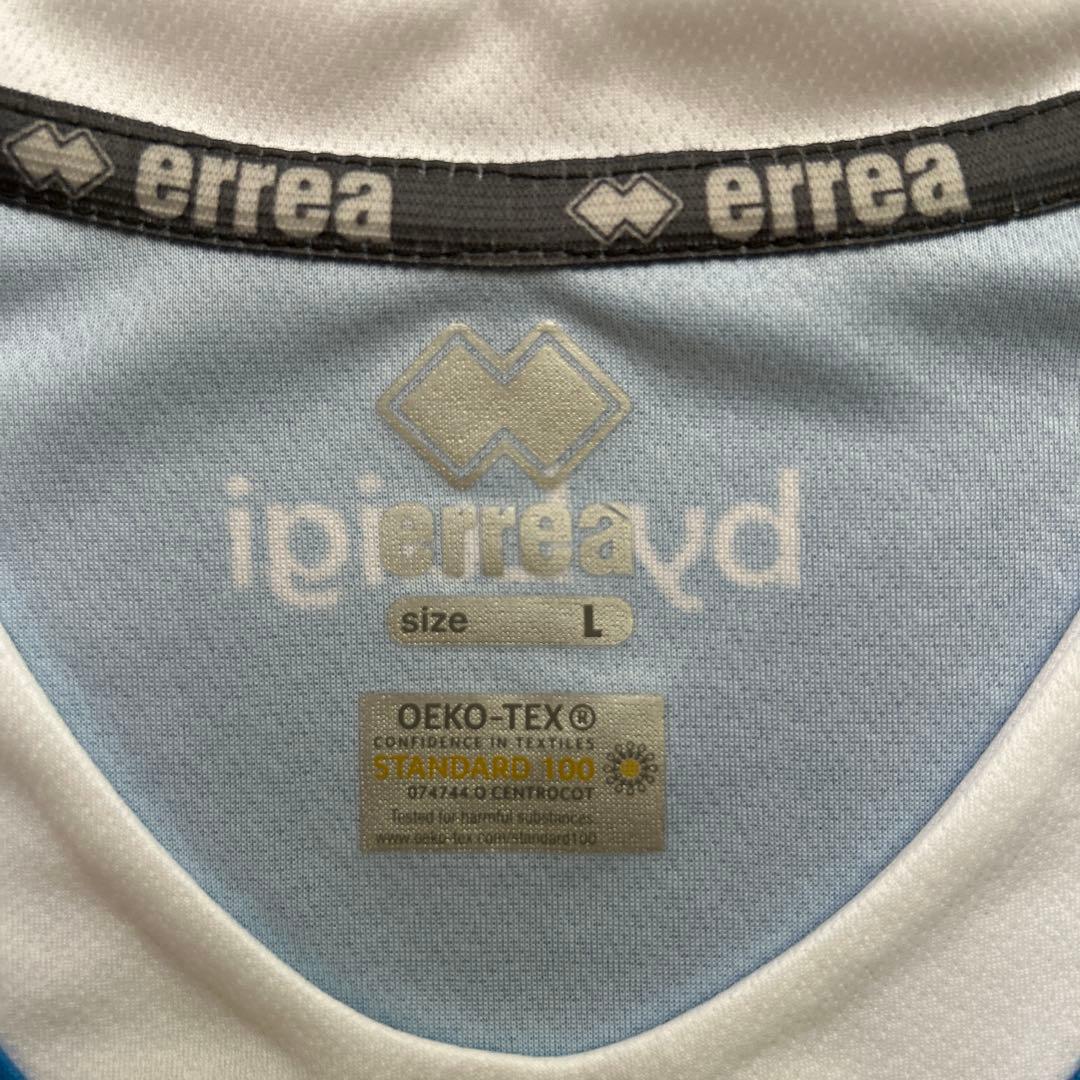 errea errea
errea
size L
OEKO-TEX®
CONFIDENCE IN TEXTILES
STANDARD 100
074744.O CENTROCOT
Tested for harmful substances.
www.oeko-tex.com/standard100